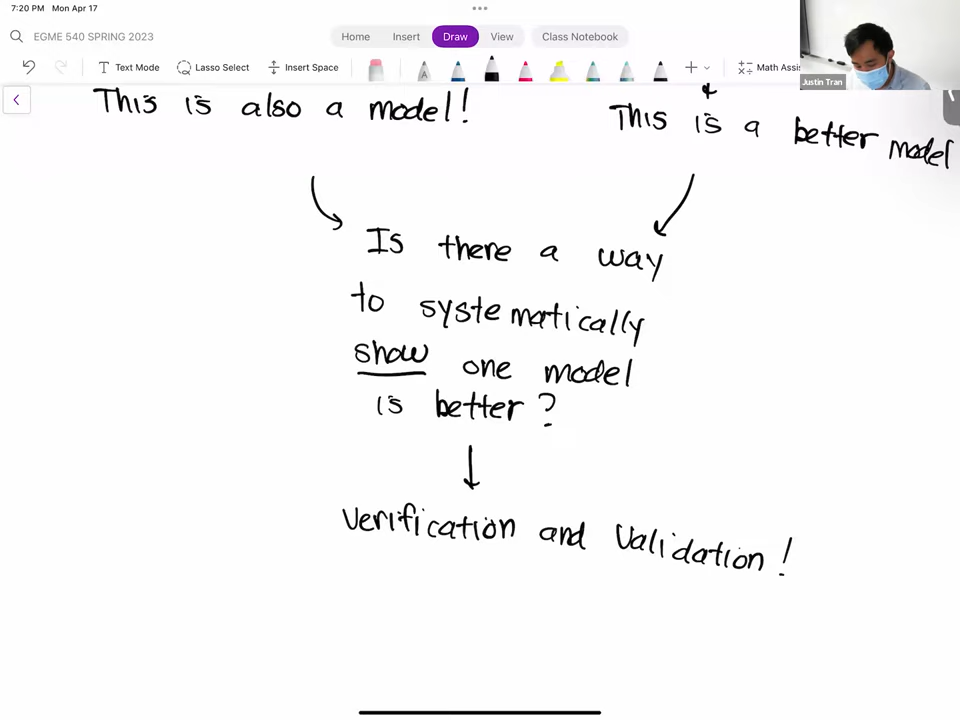 7:20 PM Mon Apr 17
EGME 540 SPRING 2023
Home Insert Draw View Class Notebook
Text Mode Lasso Select Insert Space
Justin Tran
This is also a model!
This is a better model
Is there a way
to systematically
show one model
is better?
Verification and Validation!